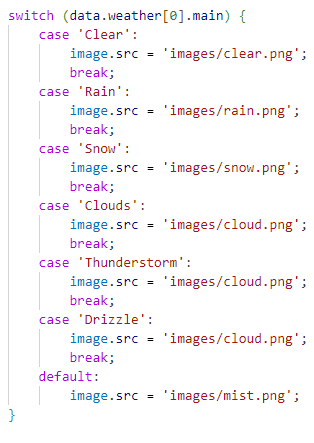 switch (data.weather[0].main) {
    case 'Clear':
        image.src = 'images/clear.png';
        break;
    case 'Rain':
        image.src = 'images/rain.png';
        break;
    case 'Snow':
        image.src = 'images/snow.png';
        break;
    case 'Clouds':
        image.src = 'images/cloud.png';
        break;
    case 'Thunderstorm':
        image.src = 'images/cloud.png';
        break;
    case 'Drizzle':
        image.src = 'images/cloud.png';
        break;
    default:
        image.src = 'images/mist.png';
}